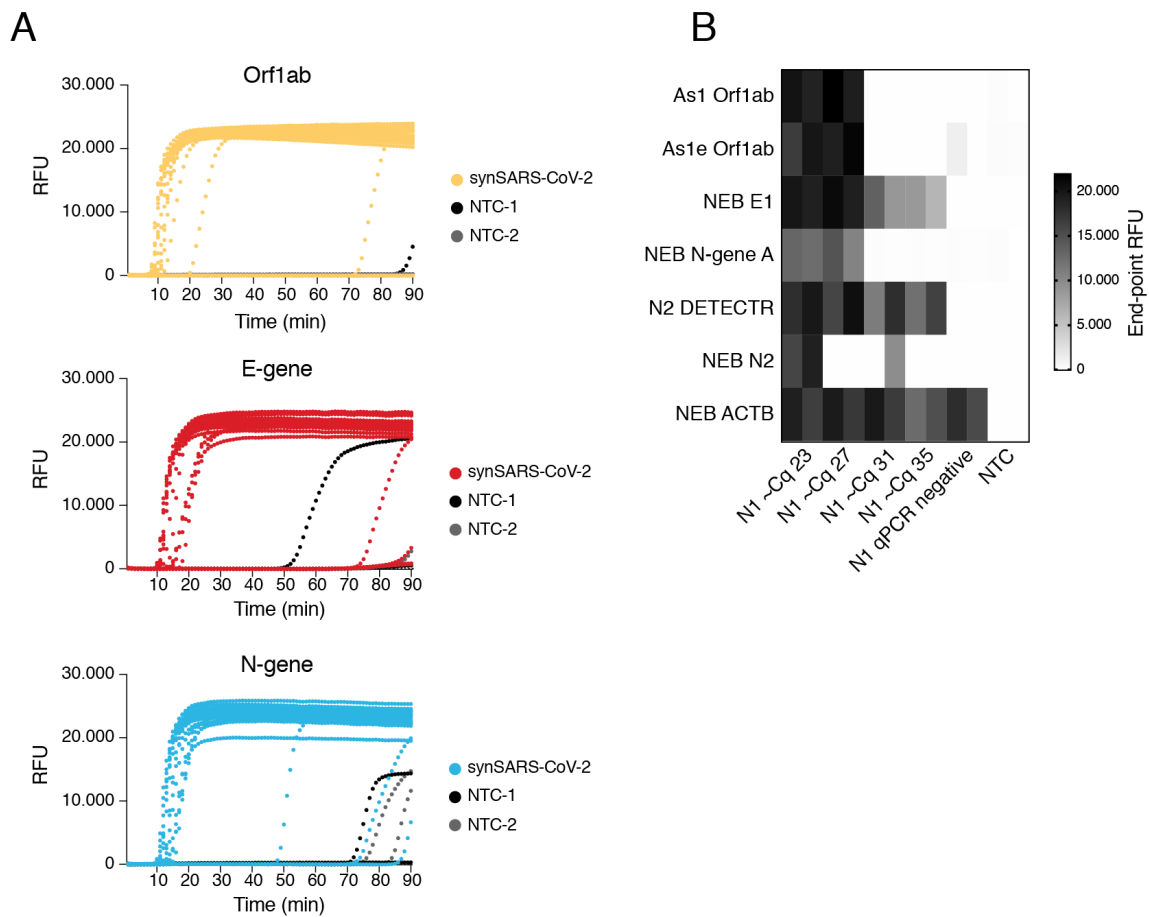 A
B
Orf1ab
30.000
20.000
10.000
0
RFU
10 20 30 40 50 60 70 80 90
Time (min)
synSARS-CoV-2
NTC-1
NTC-2
E-gene
30.000
20.000
10.000
0
RFU
10 20 30 40 50 60 70 80 90
Time (min)
synSARS-CoV-2
NTC-1
NTC-2
N-gene
30.000
20.000
10.000
0
RFU
10 20 30 40 50 60 70 80 90
Time (min)
synSARS-CoV-2
NTC-1
NTC-2
As1 Orf1ab
As1e Orf1ab
NEB E1
NEB N-gene A
N2 DETECTR
NEB N2
NEB ACTB
N1 ~Cq 23
N1 ~Cq 27
N1 ~Cq 31
N1 ~Cq 35
N1 qPCR negative
NTC
20.000
15.000
10.000
5.000
0
End-point RFU